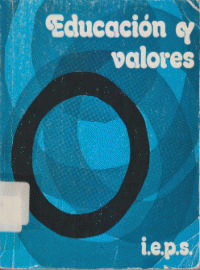 Educación y
valores
i.e.p.s.